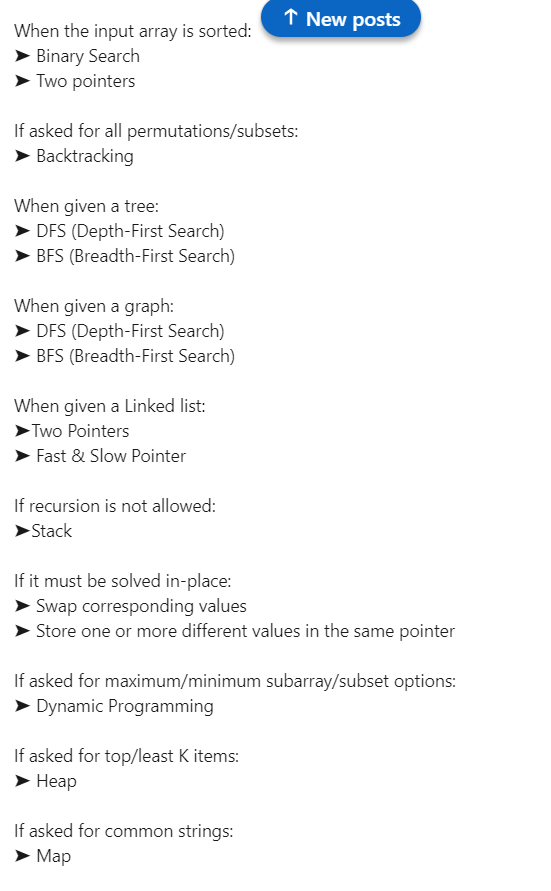 ↑ New posts
When the input array is sorted:
➤ Binary Search
➤ Two pointers
If asked for all permutations/subsets:
➤ Backtracking
When given a tree:
➤ DFS (Depth-First Search)
➤ BFS (Breadth-First Search)
When given a graph:
➤ DFS (Depth-First Search)
➤ BFS (Breadth-First Search)
When given a Linked list:
➤Two Pointers
➤ Fast & Slow Pointer
If recursion is not allowed:
➤Stack
If it must be solved in-place:
➤ Swap corresponding values
➤ Store one or more different values in the same pointer
If asked for maximum/minimum subarray/subset options:
➤ Dynamic Programming
If asked for top/least K items:
➤ Heap
If asked for common strings:
➤ Map